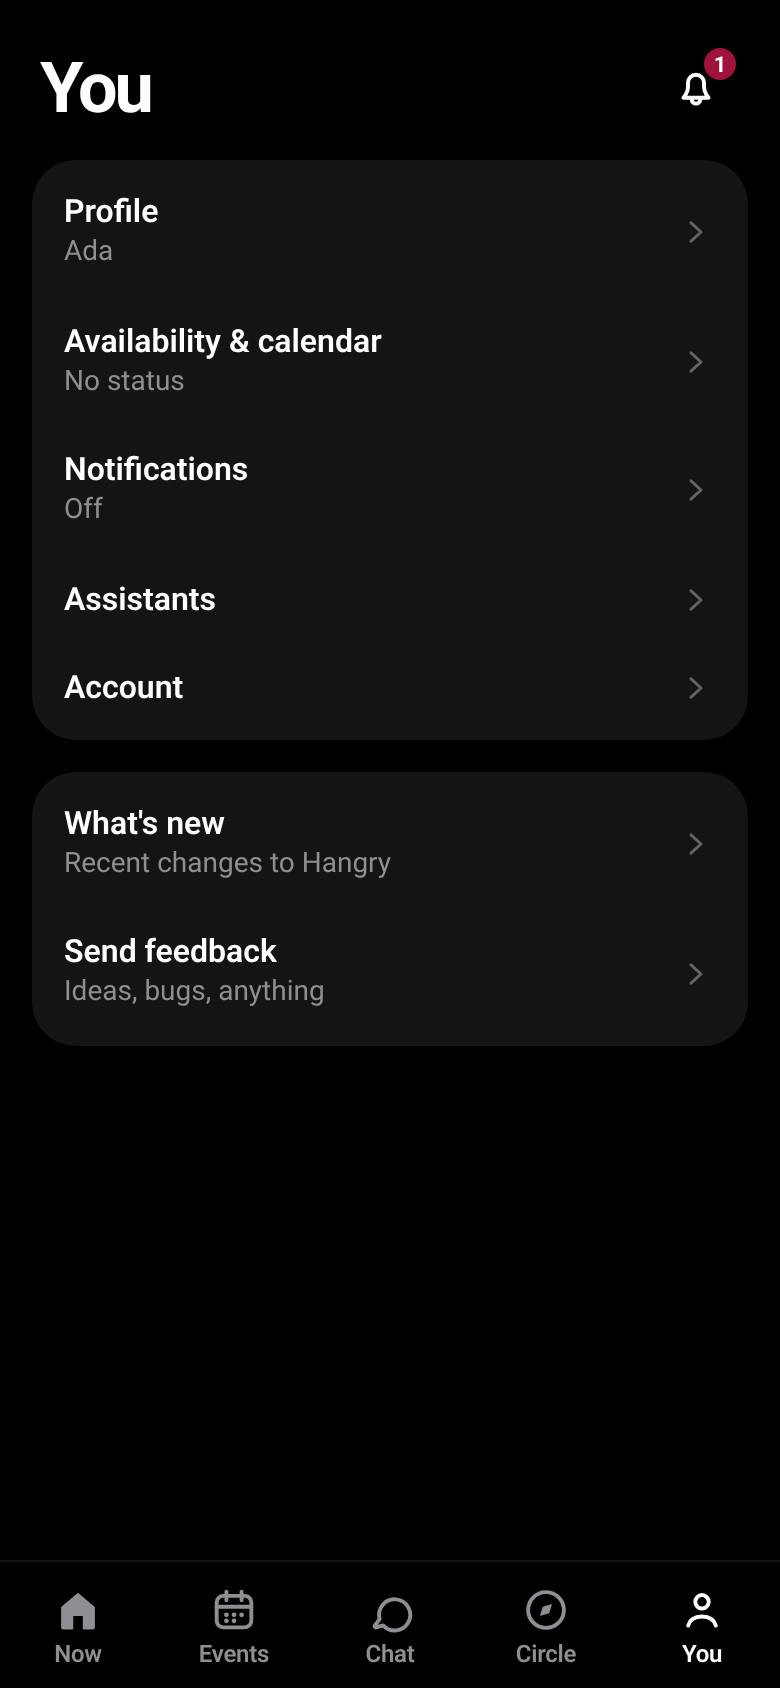 You
1
Profile
Ada
Availability & calendar
No status
Notifications
Off
Assistants
Account
What's new
Recent changes to Hangry
Send feedback
Ideas, bugs, anything
Now
Events
Chat
Circle
You